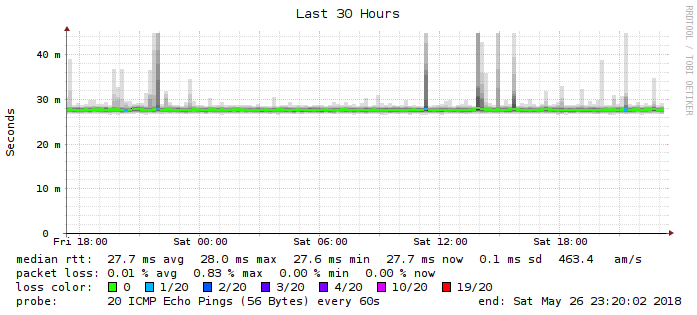 Last 30 Hours
RRDTOOL / TOBI OETIKER
Seconds
40 m
30 m
20 m
10 m
0
Fri 18:00 Sat 00:00 Sat 06:00 Sat 12:00 Sat 18:00
median rtt: 27.7 ms avg 28.0 ms max 27.6 ms min 27.7 ms now 0.1 ms sd 463.4 am/s
packet loss: 0.01 % avg 0.83 % max 0.00 % min 0.00 % now
loss color: 0 1/20 2/20 3/20 4/20 10/20 19/20
probe: 20 ICMP Echo Pings (56 Bytes) every 60s end: Sat May 26 23:20:02 2018